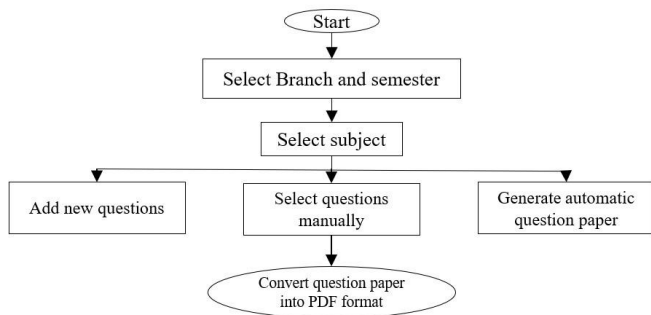 Start
Select Branch and semester
Select subject
Add new questions
Select questions
manually
Generate automatic
question paper
Convert question paper
into PDF format